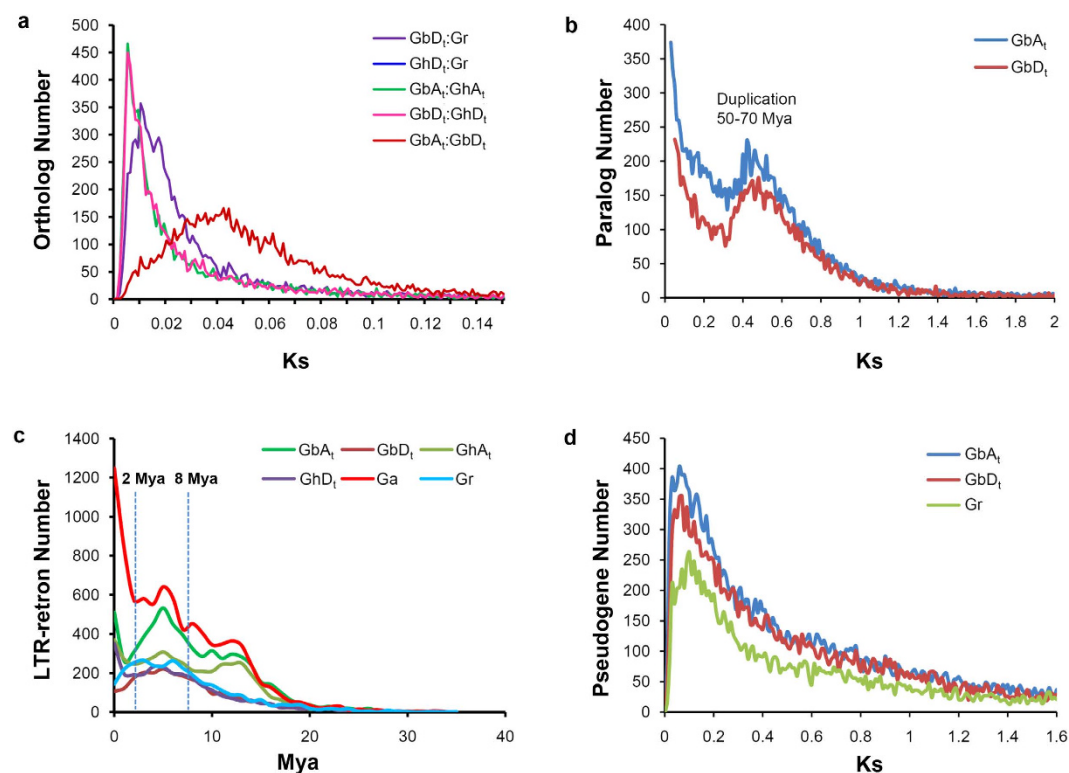 a
500
450
400
350
300
250
200
150
100
50
0
Ortholog Number
GbDt:Gr
GhDt:Gr
GbAt:GhAt
GbDt:GhDt
GbAt:GbDt
0 0.02 0.04 0.06 0.08 0.1 0.12 0.14
Ks
b
400
350
300
250
200
150
100
50
0
Paralog Number
GbAt
GbDt
Duplication
50-70 Mya
0 0.2 0.4 0.6 0.8 1 1.2 1.4 1.6 1.8 2
Ks
c
1400
1200
1000
800
600
400
200
0
LTR-retron Number
GbAt GbDt GhAt
GhDt Ga Gr
2 Mya 8 Mya
0 10 20 30 40
Mya
d
450
400
350
300
250
200
150
100
50
0
Pseudogene Number
GbAt
GbDt
Gr
0 0.2 0.4 0.6 0.8 1 1.2 1.4 1.6
Ks